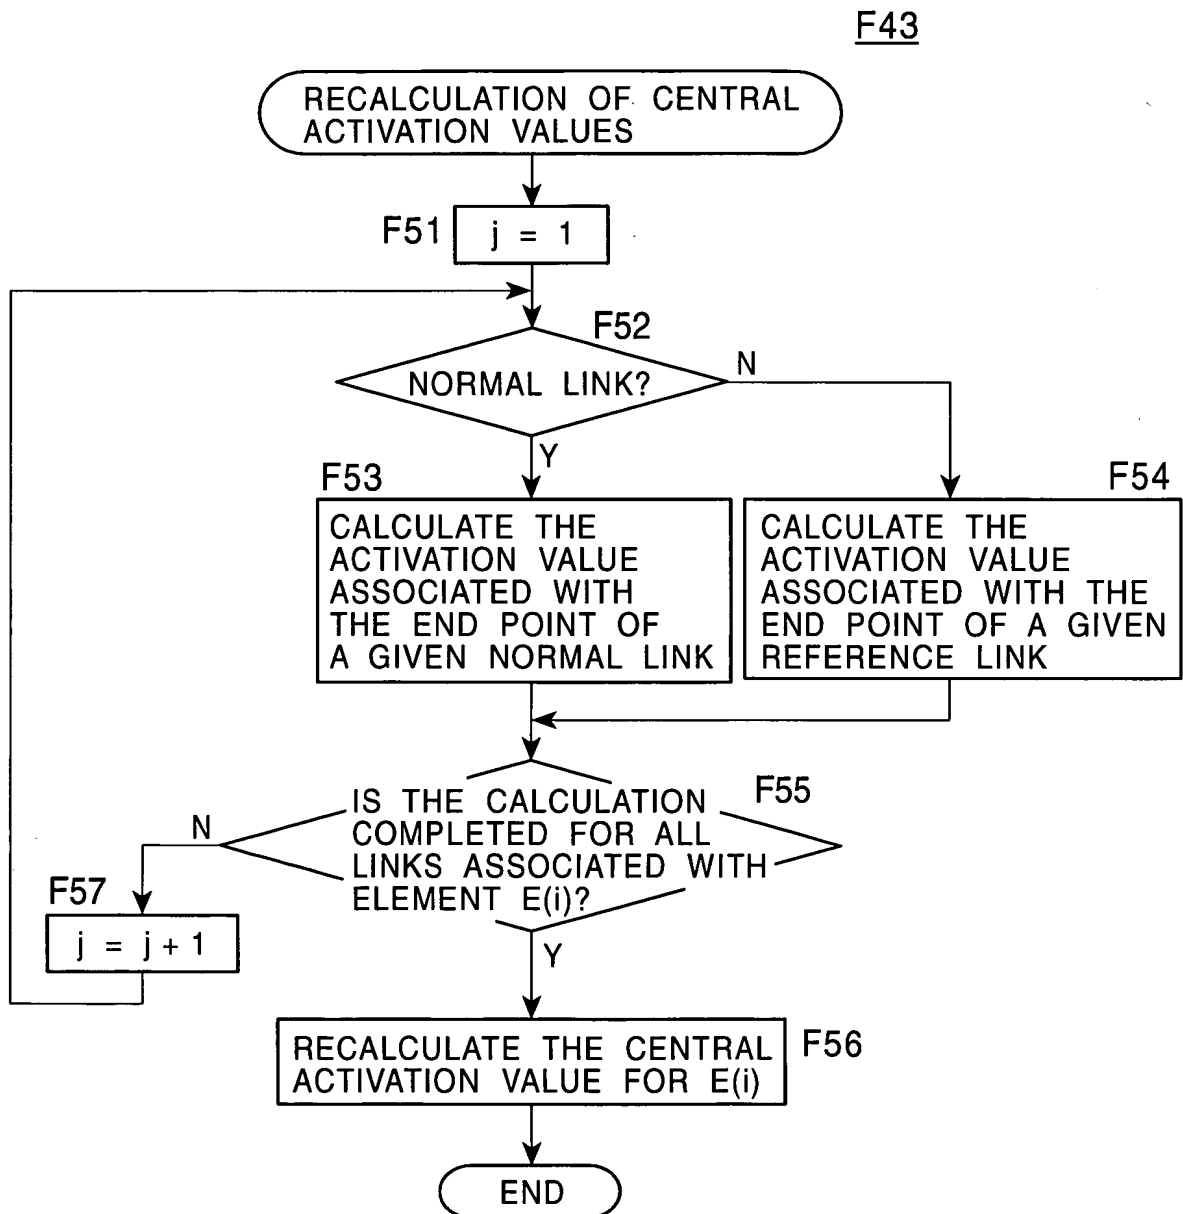 F43
RECALCULATION OF CENTRAL
ACTIVATION VALUES
F51
j = 1
F52
NORMAL LINK?
N
Y
F53
CALCULATE THE
ACTIVATION VALUE
ASSOCIATED WITH
THE END POINT OF
A GIVEN NORMAL LINK
F54
CALCULATE THE
ACTIVATION VALUE
ASSOCIATED WITH THE
END POINT OF A GIVEN
REFERENCE LINK
F55
IS THE CALCULATION
COMPLETED FOR ALL
LINKS ASSOCIATED WITH
ELEMENT E(i)?
N
F57
j = j + 1
Y
F56
RECALCULATE THE CENTRAL
ACTIVATION VALUE FOR E(i)
END